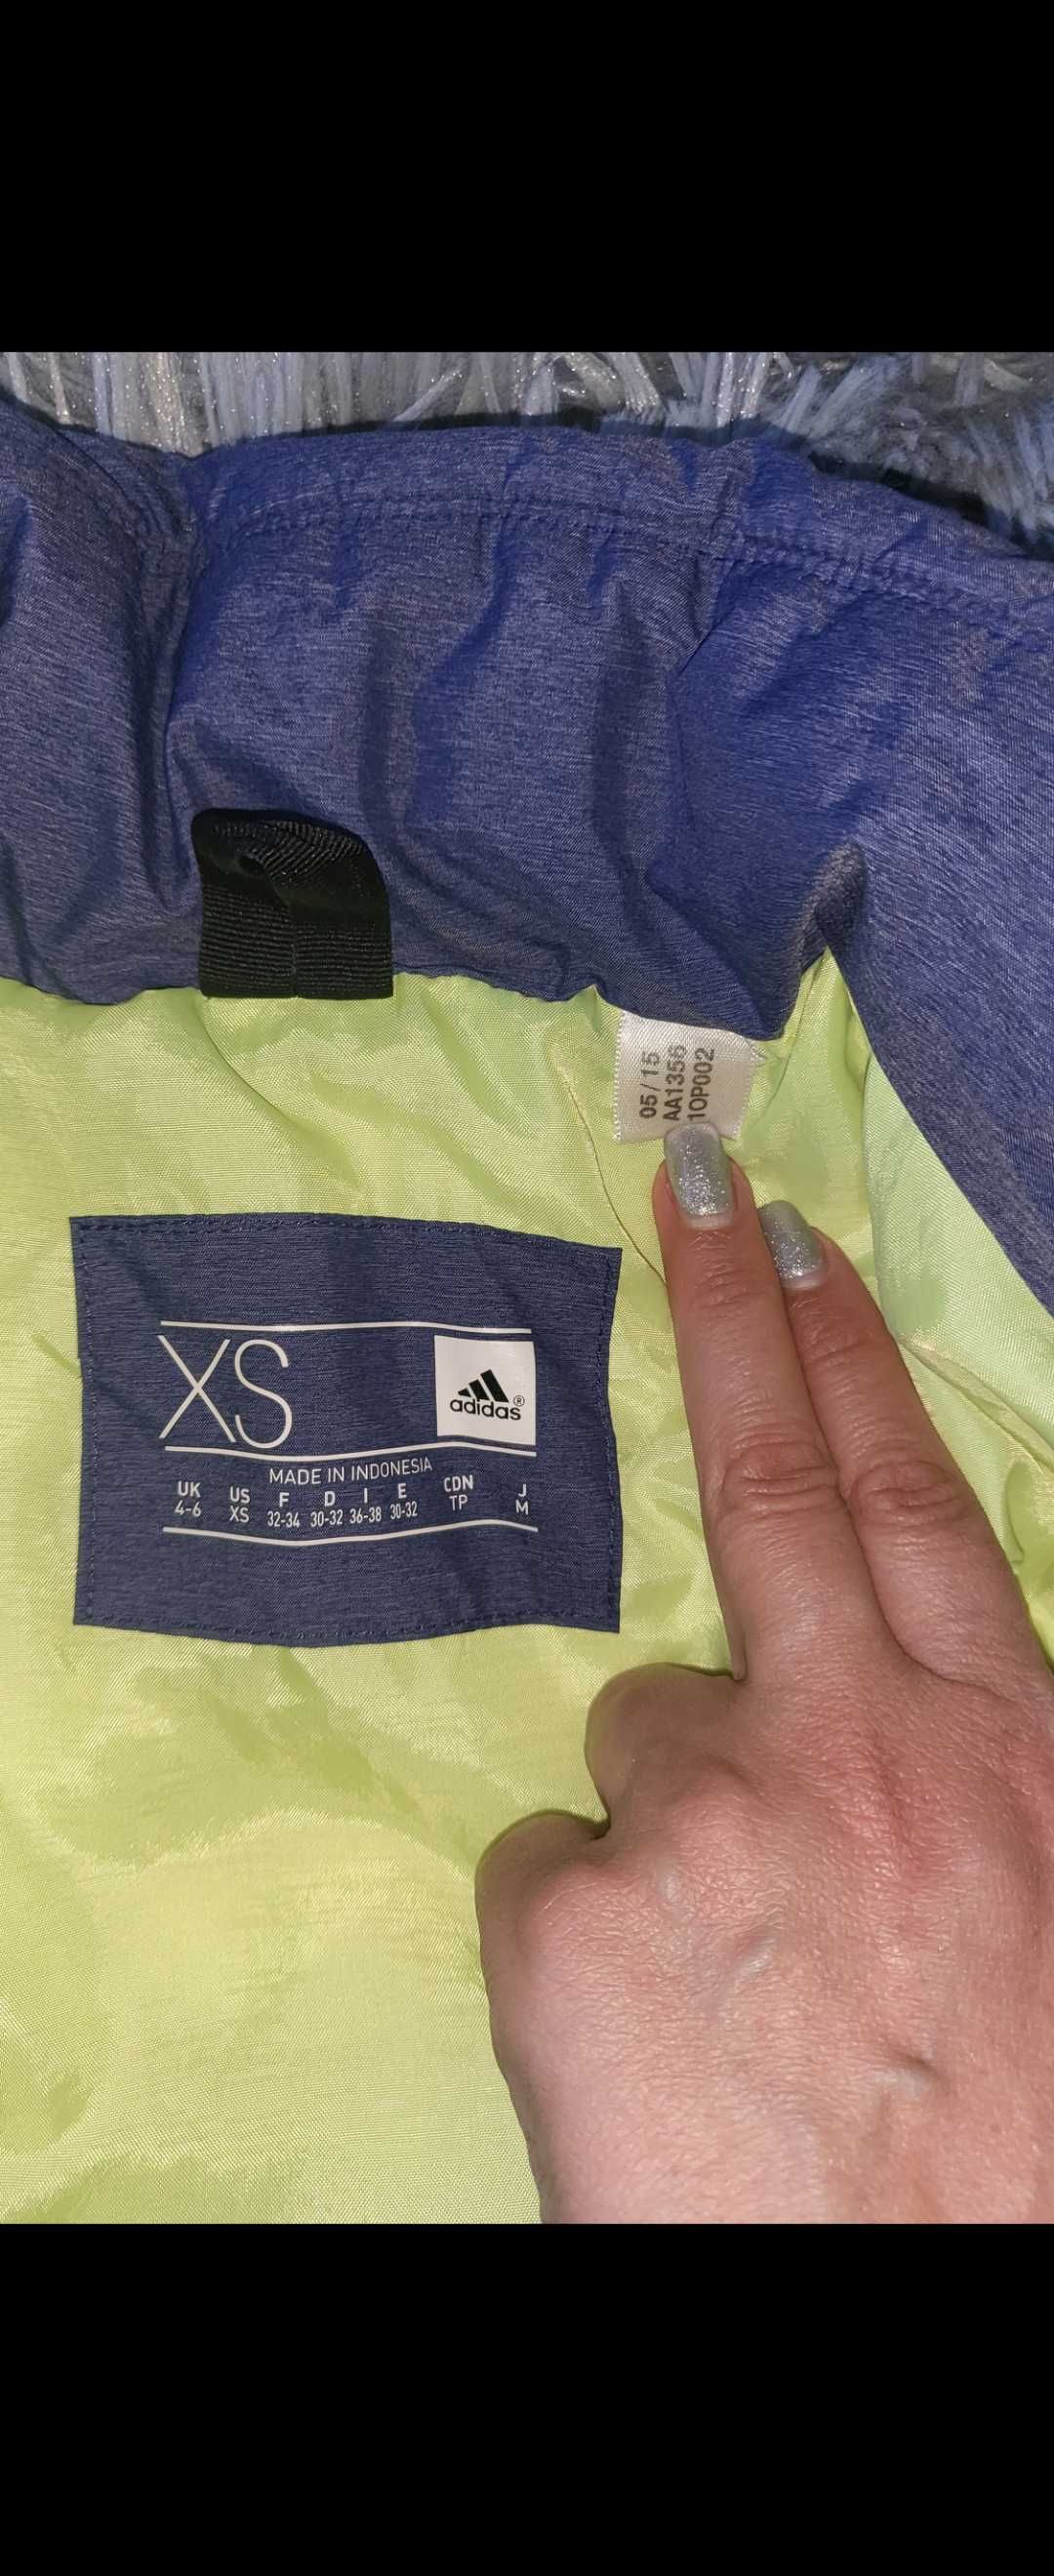 05/15
AA1356
1OP002
XS
adidas®
MADE IN INDONESIA
UK US F D I E CDN J
4-6 XS 32-34 30-32 36-38 30-32 TP M